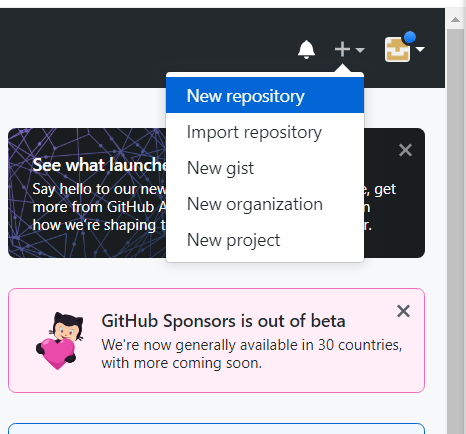 New repository
Import repository
New gist
New organization
New project
See what launche
Say hello to our new
, get
more from GitHub A
how we're shaping t
GitHub Sponsors is out of beta
We're now generally available in 30 countries,
with more coming soon.